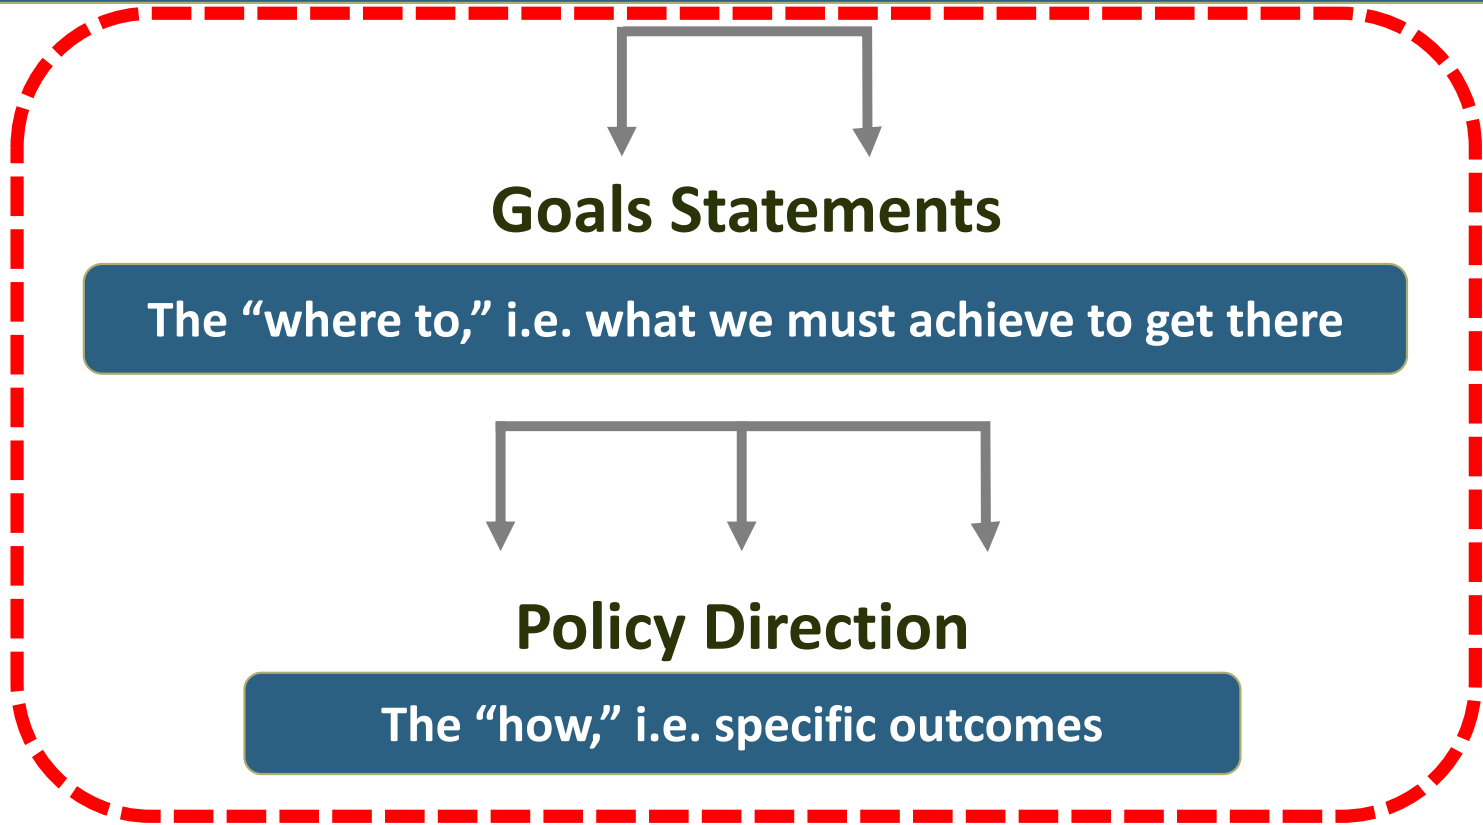 Goals Statements
The “where to,” i.e. what we must achieve to get there
Policy Direction
The “how,” i.e. specific outcomes